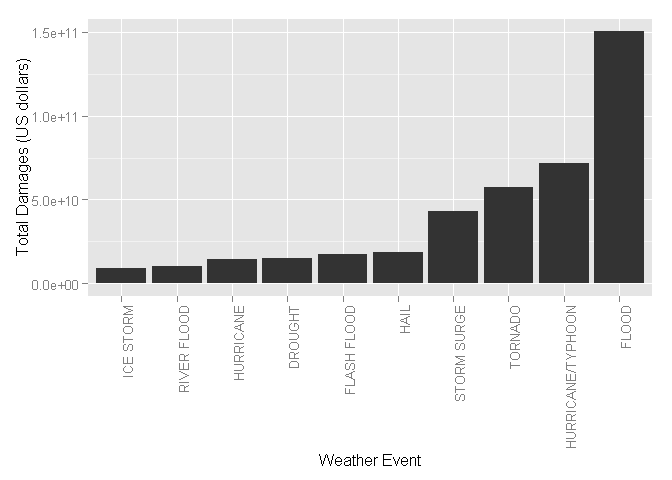 Total Damages (US dollars)
1.5e+11
1.0e+11
5.0e+10
0.0e+00
ICE STORM
RIVER FLOOD
HURRICANE
DROUGHT
FLASH FLOOD
HAIL
STORM SURGE
TORNADO
HURRICANE/TYPHOON
FLOOD
Weather Event